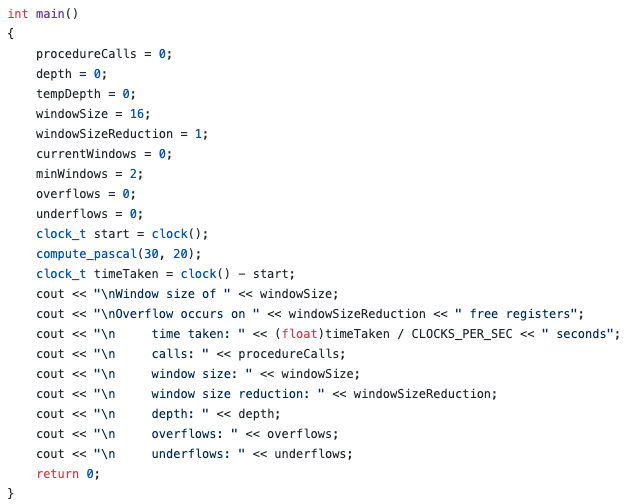 int main()
{
    procedureCalls = 0;
    depth = 0;
    tempDepth = 0;
    windowSize = 16;
    windowSizeReduction = 1;
    currentWindows = 0;
    minWindows = 2;
    overflows = 0;
    underflows = 0;
    clock_t start = clock();
    compute_pascal(30, 20);
    clock_t timeTaken = clock() - start;
    cout << "\nWindow size of " << windowSize;
    cout << "\nOverflow occurs on " << windowSizeReduction << " free registers";
    cout << "\n     time taken: " << (float)timeTaken / CLOCKS_PER_SEC << " seconds";
    cout << "\n     calls: " << procedureCalls;
    cout << "\n     window size: " << windowSize;
    cout << "\n     window size reduction: " << windowSizeReduction;
    cout << "\n     depth: " << depth;
    cout << "\n     overflows: " << overflows;
    cout << "\n     underflows: " << underflows;
    return 0;
}